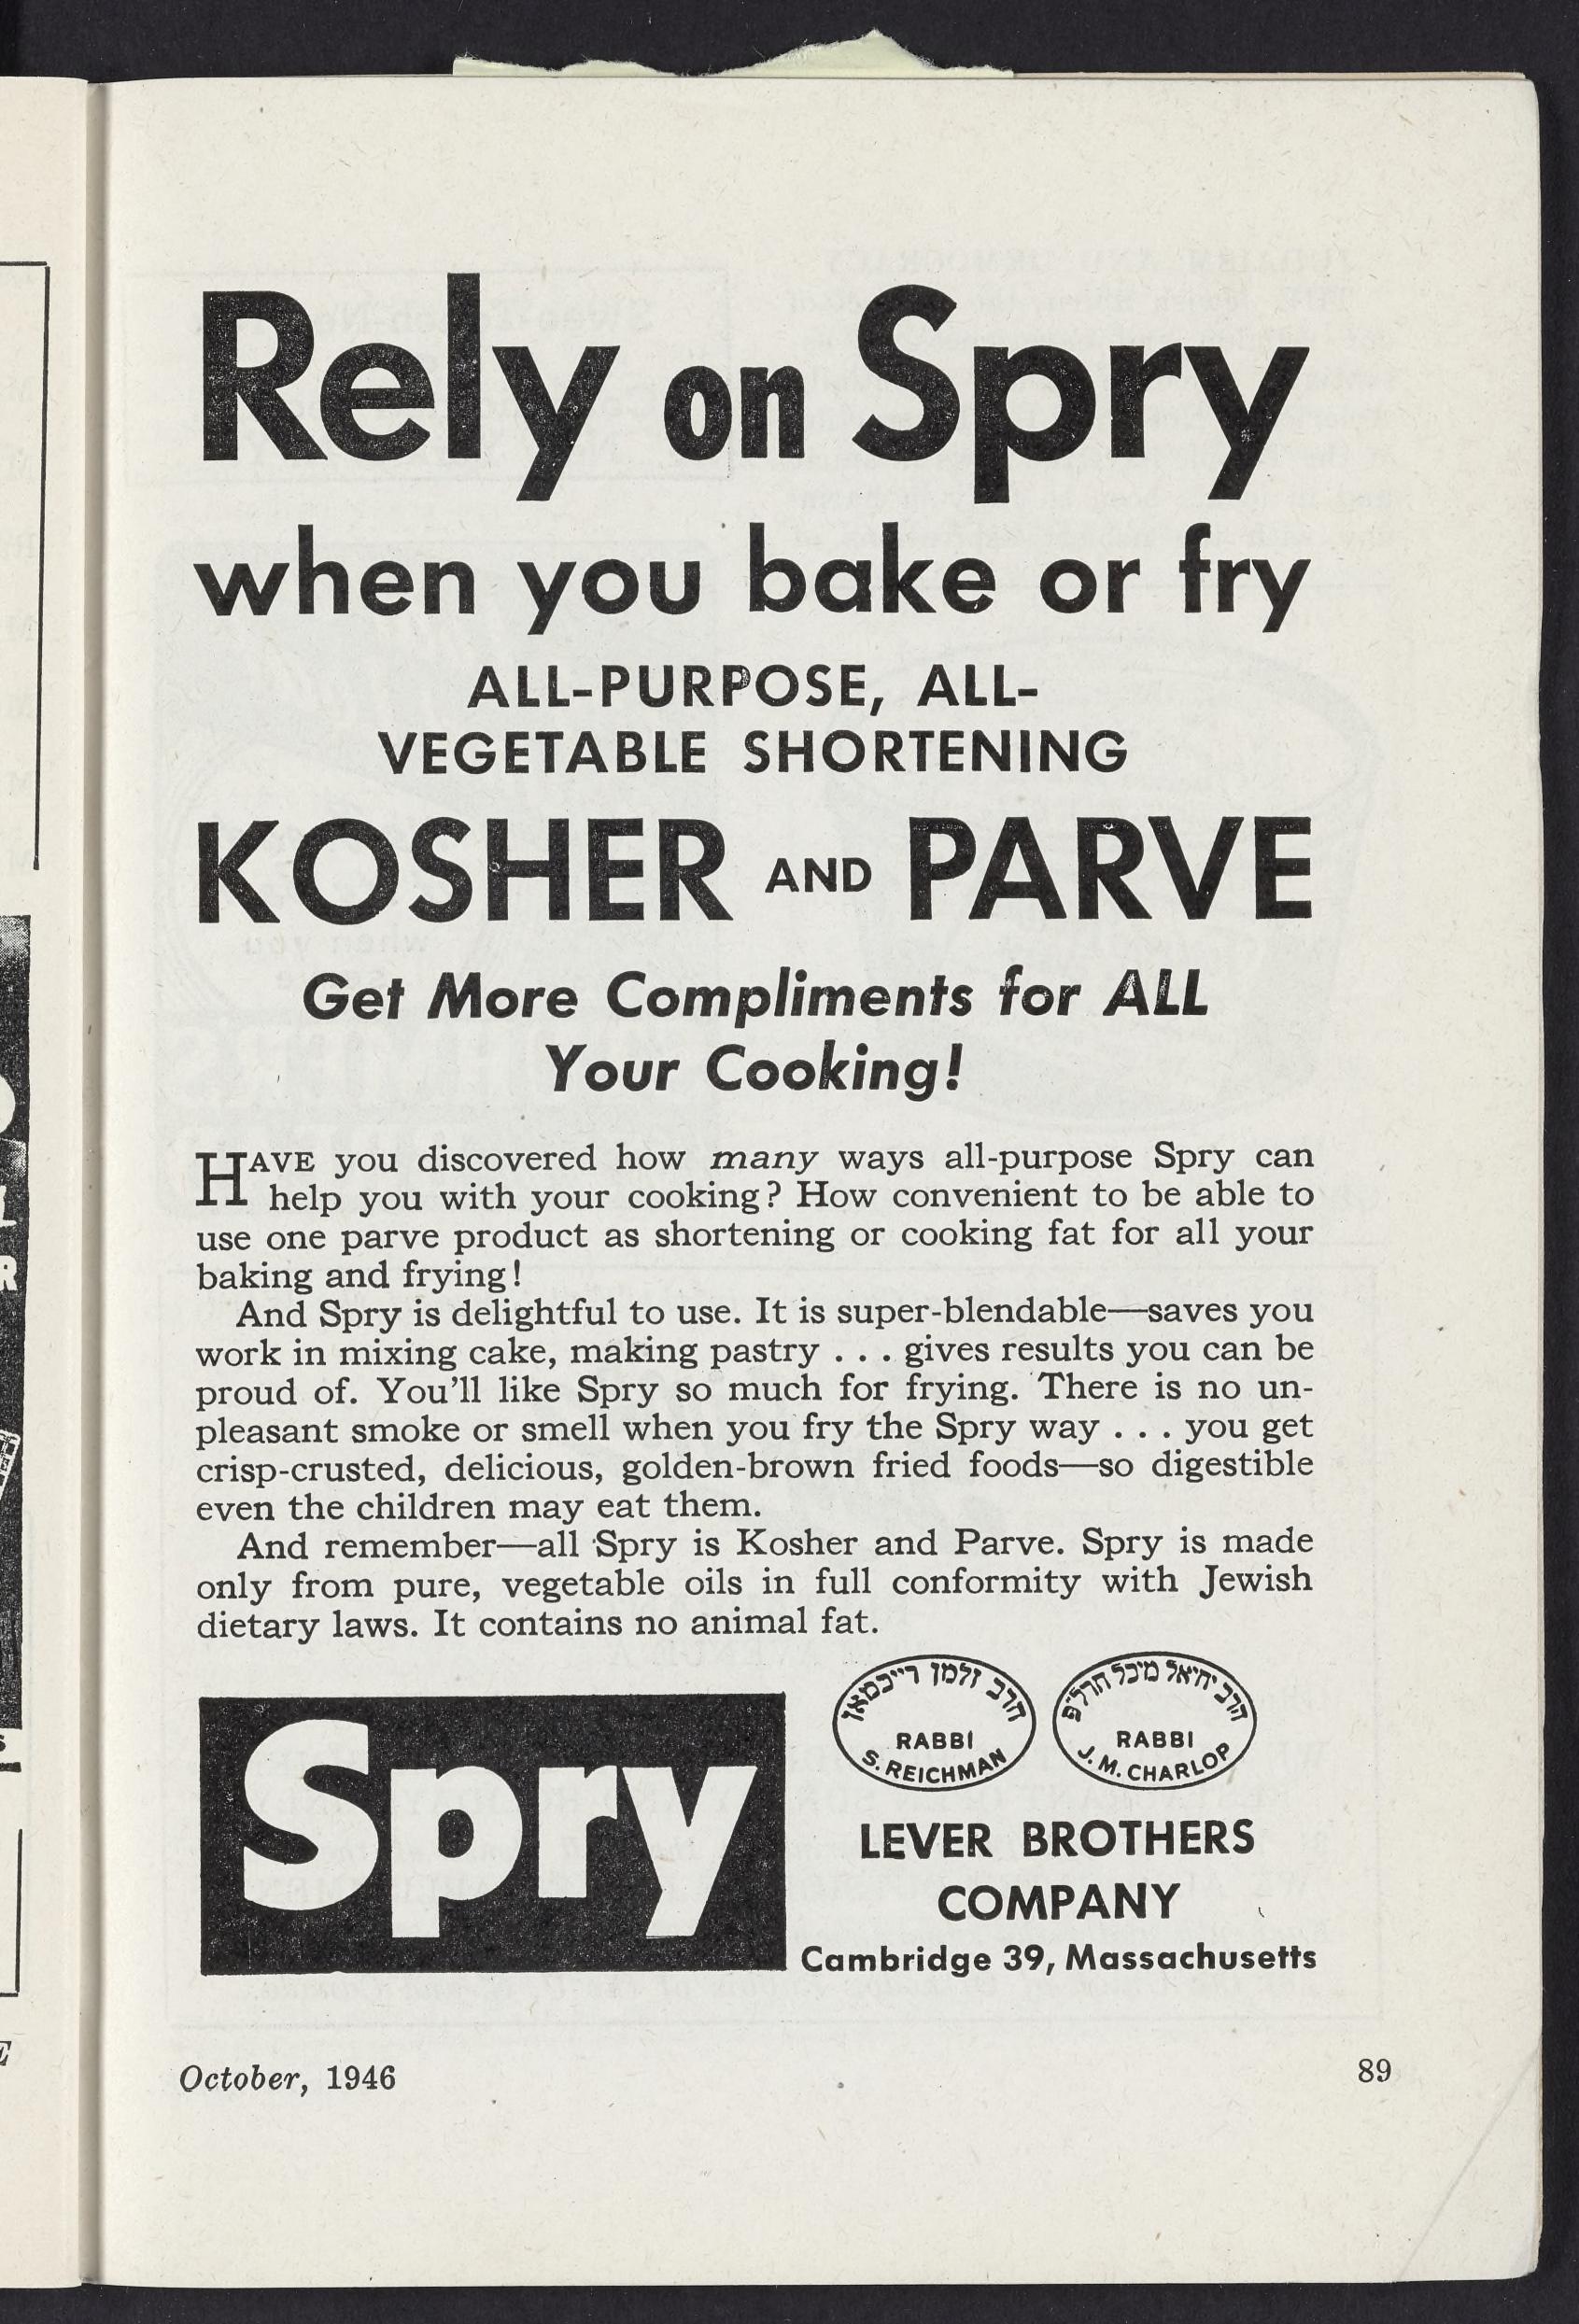 Rely on Spry
when you bake or fry
ALL-PURPOSE, ALL-
VEGETABLE SHORTENING
KOSHER AND PARVE
Get More Compliments for ALL
Your Cooking!
HAVE you discovered how many ways all-purpose Spry can
help you with your cooking? How convenient to be able to
use one parve product as shortening or cooking fat for all your
baking and frying!
And Spry is delightful to use. It is super-blendable—saves you
work in mixing cake, making pastry . . . gives results you can be
proud of. You'll like Spry so much for frying. There is no un-
pleasant smoke or smell when you fry the Spry way . . . you get
crisp-crusted, delicious, golden-brown fried foods—so digestible
even the children may eat them.
And remember—all Spry is Kosher and Parve. Spry is made
only from pure, vegetable oils in full conformity with Jewish
dietary laws. It contains no animal fat.
Spry
הרב זלמן רייכמאן
RABBI
S. REICHMAN
הרב יחיאל מיכל חרל״פ
RABBI
J. M. CHARLOP
LEVER BROTHERS
COMPANY
Cambridge 39, Massachusetts
October, 1946
89